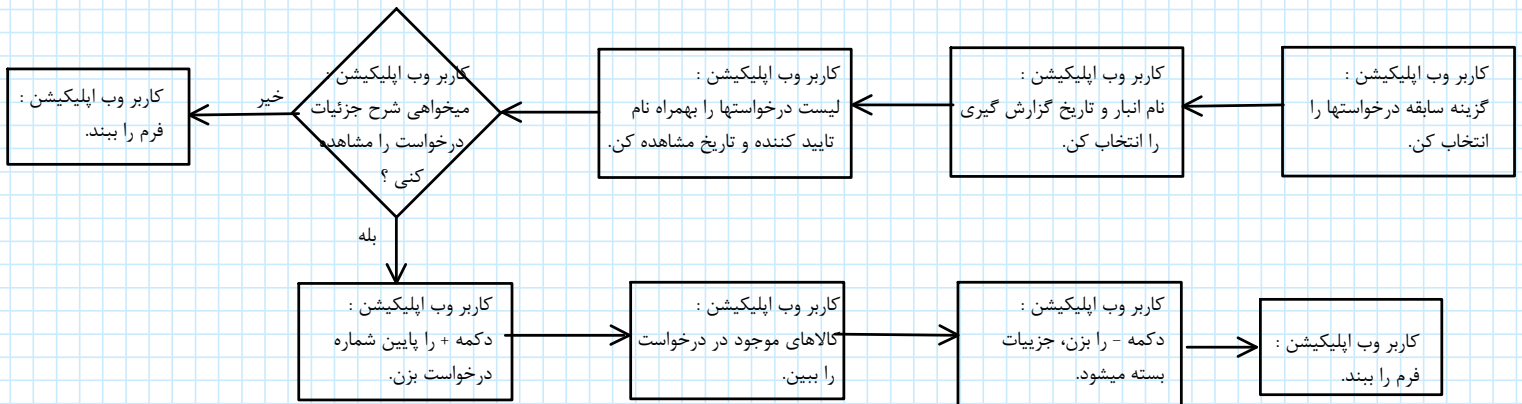 کاربر وب اپلیکیشن :
گزینه سابقه درخواستها را
انتخاب کن.
کاربر وب اپلیکیشن :
نام انبار و تاریخ گزارش گیری
را انتخاب کن.
کاربر وب اپلیکیشن :
لیست درخواستها را بهمراه نام
تایید کننده و تاریخ مشاهده کن.
کاربر وب اپلیکیشن :
میخواهی شرح جزئیات
درخواست را مشاهده
کنی ؟
خیر
کاربر وب اپلیکیشن :
فرم را ببند.
بله
کاربر وب اپلیکیشن :
دکمه + را پایین شماره
درخواست بزن.
کاربر وب اپلیکیشن :
کالاهای موجود در درخواست
را ببین.
کاربر وب اپلیکیشن :
دکمه - را بزن، جزییات
بسته میشود.
کاربر وب اپلیکیشن :
فرم را ببند.